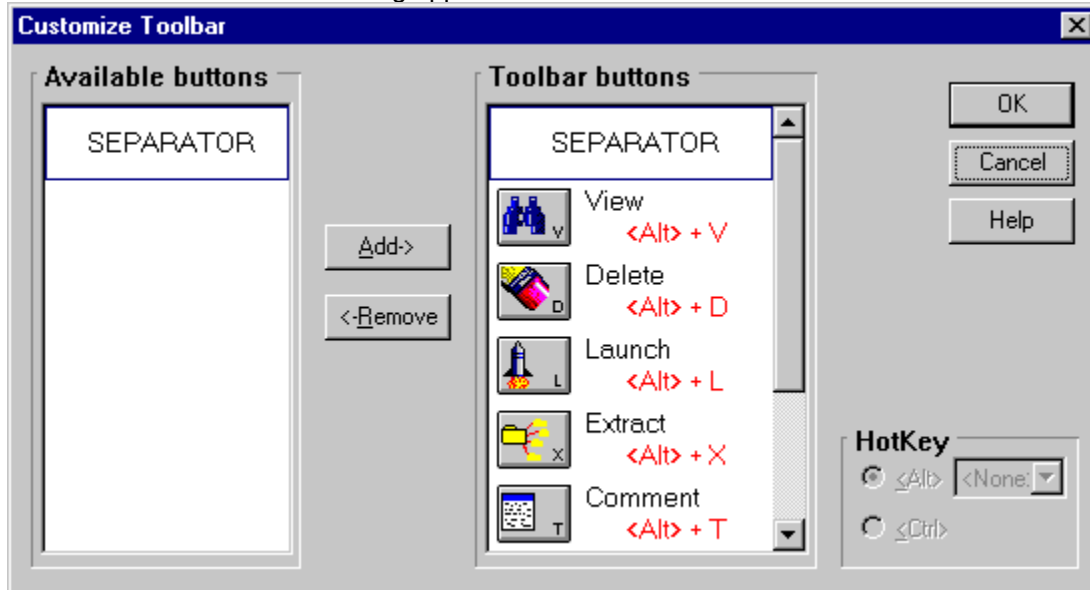 Customize Toolbar
Available buttons
SEPARATOR
Add->
<-Remove
Toolbar buttons
SEPARATOR
V
View
<Alt> + V
D
Delete
<Alt> + D
L
Launch
<Alt> + L
X
Extract
<Alt> + X
T
Comment
<Alt> + T
OK
Cancel
Help
HotKey
<Alt> <None:
<Ctrl>